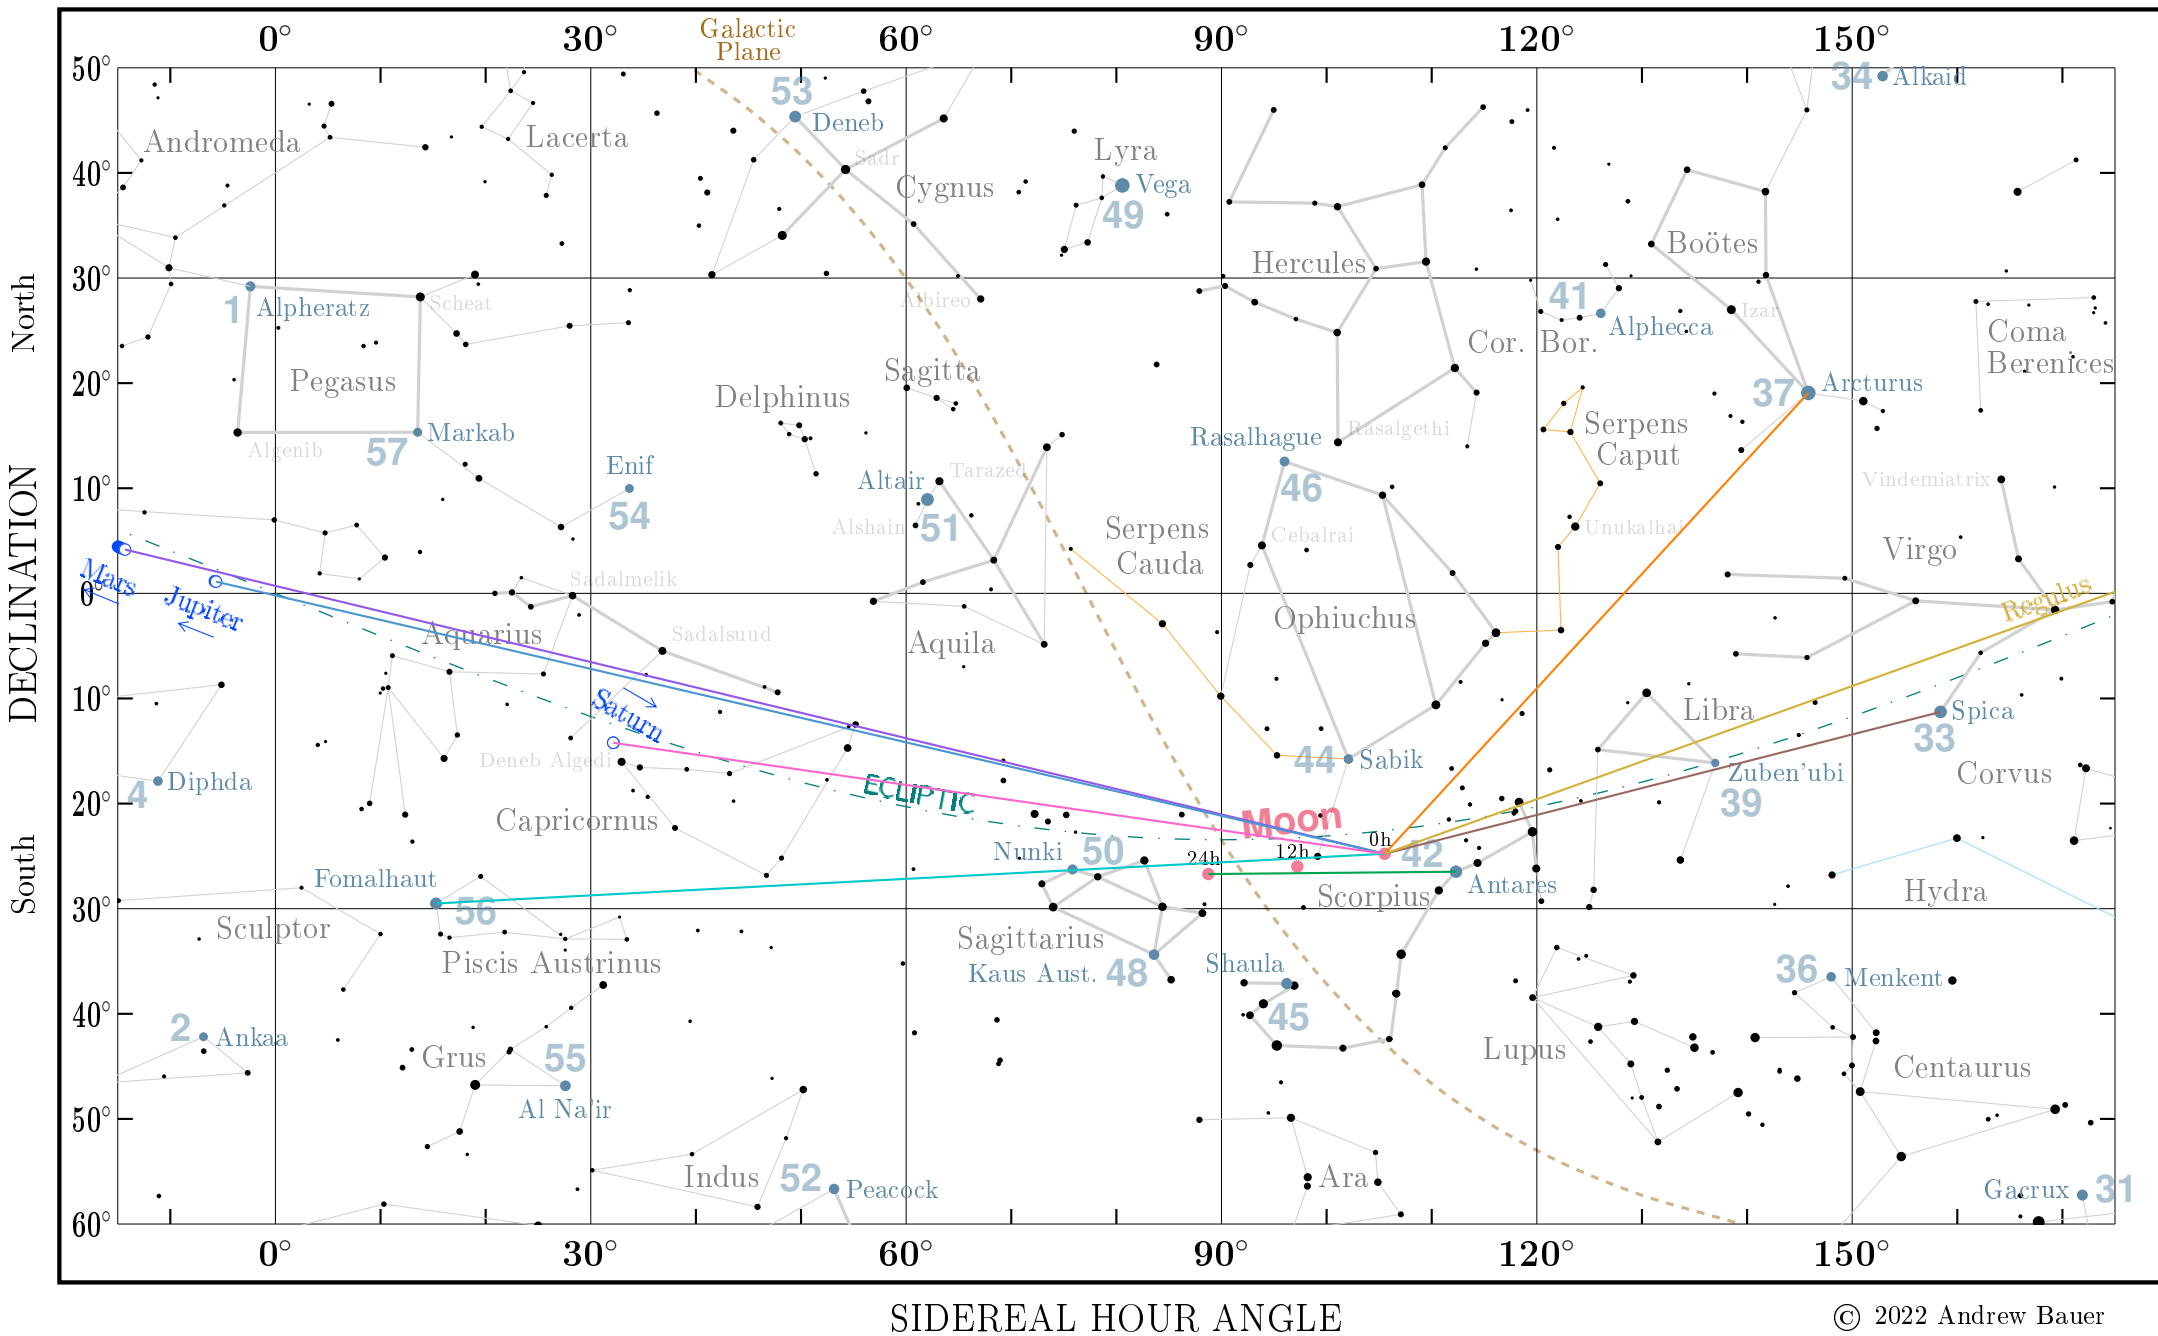 Galactic
Plane
0° 30° 60° 90° 120° 150°
50°
53
34 Alkaid
Deneb
Andromeda
Lacerta
Lyra
Sadr
40°
Cygnus
Vega
49
Boötes
Hercules
30°
1 Alpheratz
Scheat
Albireo
41
Izar
Alphecca
Coma
Berenices
Cor. Bor.
North
Pegasus
Sagitta
20°
Delphinus
37 Arcturus
Serpens
Caput
Markab
57
Algenib
Rasalhague
Rasalgethi
Enif
54
Tarazed
Altair
51
Alshain
46
Vindemiatrix
10°
Serpens
Cauda
Cebalrai
Unukalhai
Virgo
Mars
Jupiter
Sadalmelik
0°
Regulus
DECLINATION
Aquarius
Sadalsuud
Aquila
Ophiuchus
10°
Saturn
Libra
Spica
33
Deneb Algedi
44 Sabik
Zuben'ubi
39
Corvus
4 Diphda
ECLIPTIC
20°
Capricornus
Moon
0h
12h
24h
Nunki 50
42
Antares
South
Fomalhaut
56
Scorpius
Hydra
30°
Sculptor
Piscis Austrinus
Sagittarius
Kaus Aust. 48
Shaula
45
36 Menkent
40°
2 Ankaa
Grus
55
Al Na'ir
Lupus
Centaurus
50°
Indus
52 Peacock
Ara
Gacrux 31
60°
0° 30° 60° 90° 120° 150°
SIDEREAL HOUR ANGLE
© 2022 Andrew Bauer